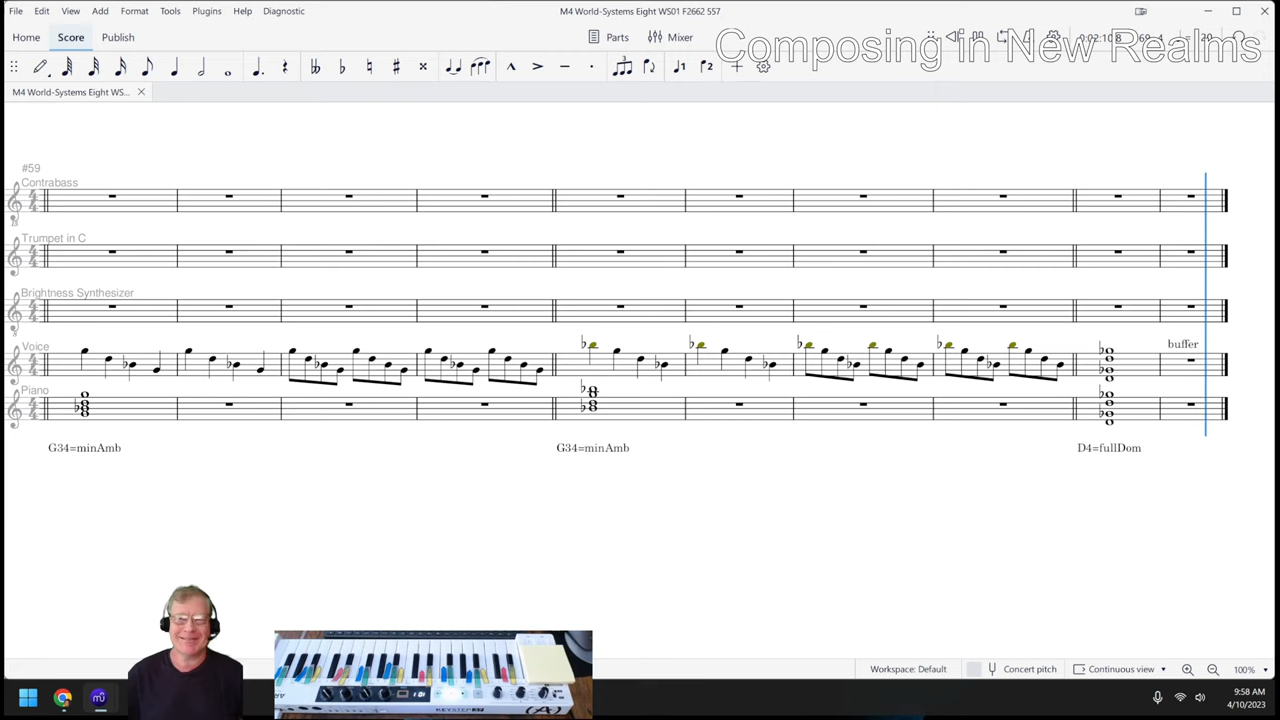 File Edit View Add Format Tools Plugins Help Diagnostic
M4 World-Systems Eight WS01 F2662 557
Home Score Publish
Parts Mixer
Composing in New Realms
M4 World-Systems Eight WS...
#59
Contrabass
Trumpet in C
Brightness Synthesizer
Voice
buffer
Piano
G34=minAmb
G34=minAmb
D4=fullDom
KEYSTEP
Workspace: Default
Concert pitch
Continuous view
100%
9:58 AM
4/10/2023